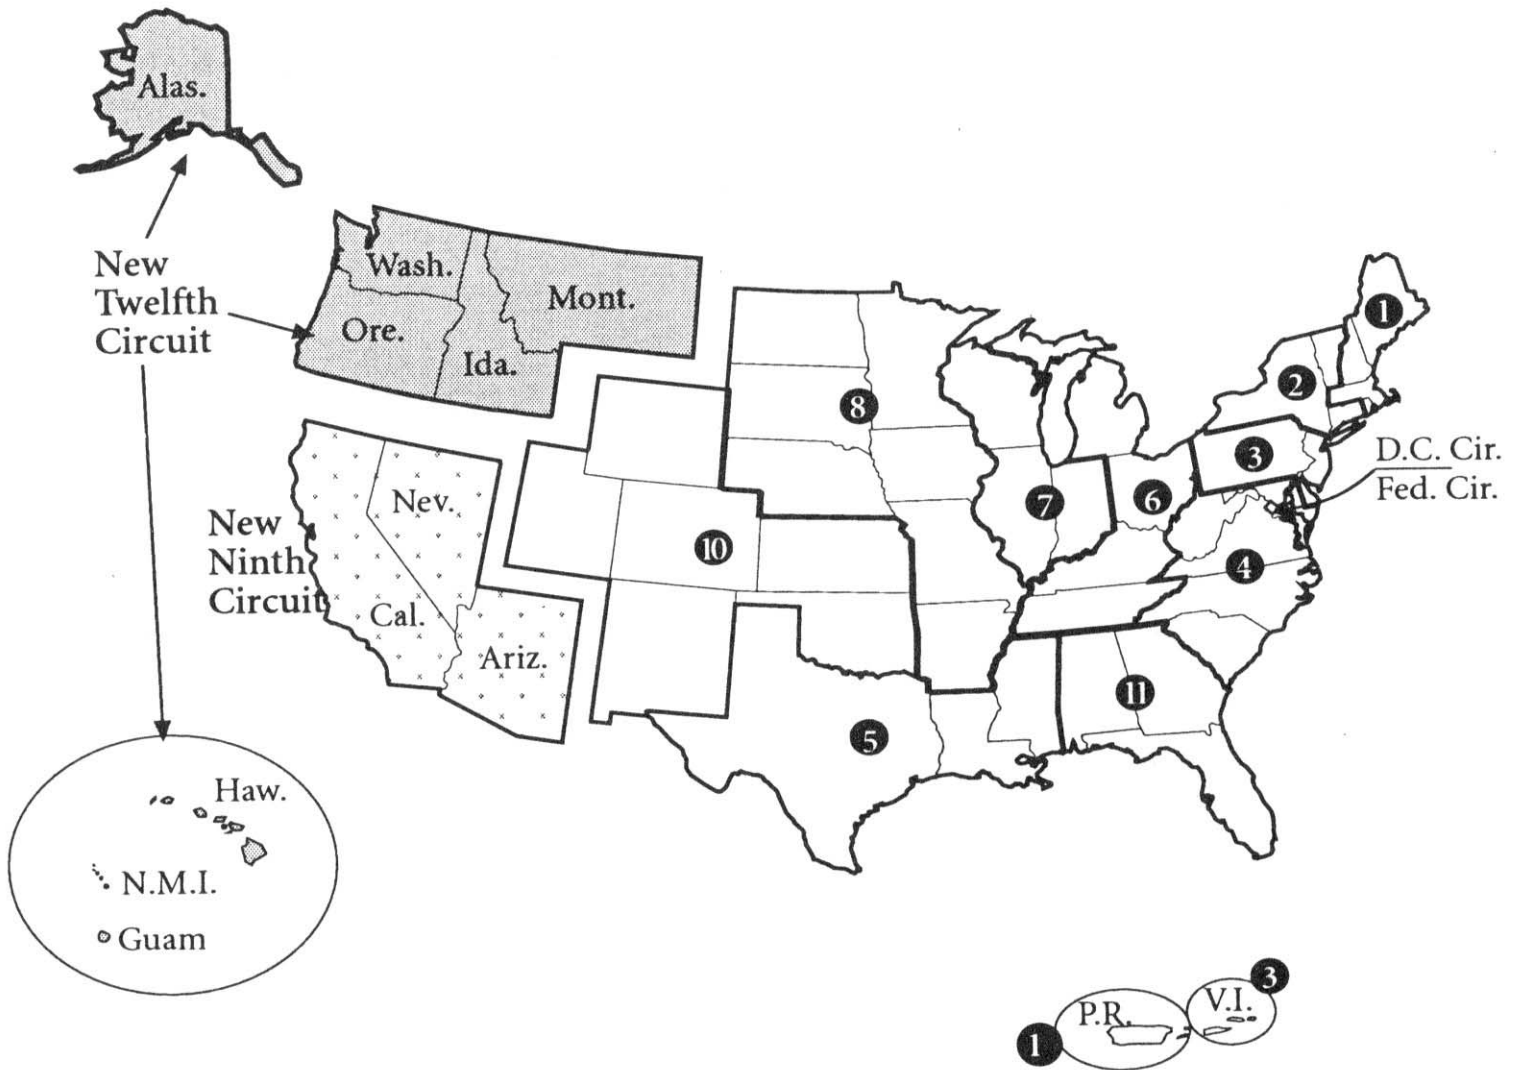 Alas.
New
Twelfth
Circuit
Wash.
Mont.
Ore.
Ida.
1
2
8
3
D.C. Cir.
Fed. Cir.
Nev.
7
6
New
Ninth
Circuit
10
4
Cal.
Ariz.
11
5
Haw.
N.M.I.
Guam
3
V.I.
P.R.
1